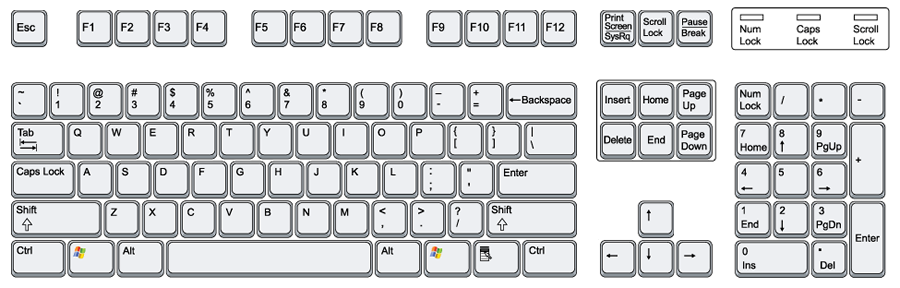 Esc F1 F2 F3 F4 F5 F6 F7 F8 F9 F10 F11 F12 Print Screen SysRq Scroll Lock Pause Break Num Lock Caps Lock Scroll Lock
~ ` ! 1 @ 2 # 3 $ 4 % 5 ^ 6 & 7 * 8 ( 9 ) 0 _ - + = ←Backspace Insert Home Page Up Num Lock / * -
Tab Q W E R T Y U I O P { [ } ] | \ Delete End Page Down 7 Home 8 ↑ 9 PgUp +
Caps Lock A S D F G H J K L : ; " ' Enter 4 ← 5 6 →
Shift Z X C V B N M < , > . ? / Shift ↑ 1 End 2 ↓ 3 PgDn Enter
Ctrl Alt Alt Ctrl ← ↓ → 0 Ins . Del